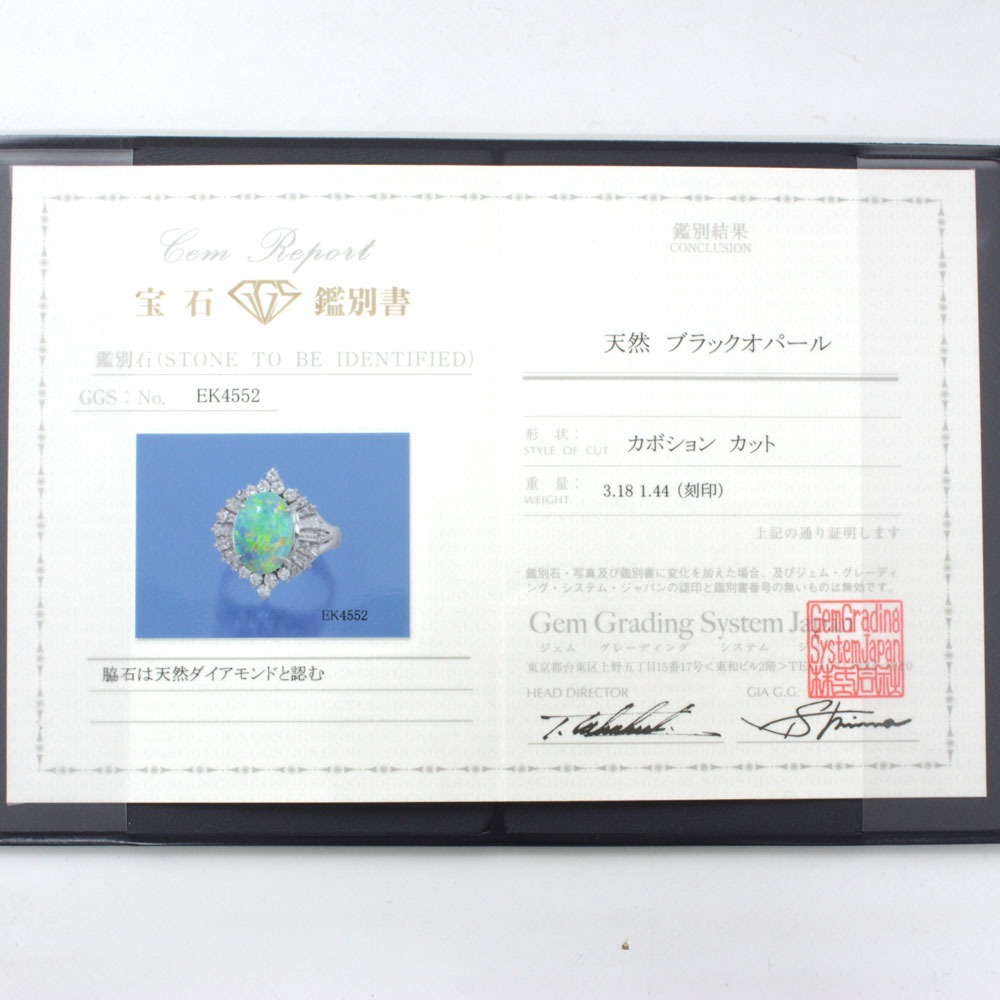 Gem Report
宝石 GGS 鑑別書
鑑別石(STONE TO BE IDENTIFIED)
GGS : No. EK4552
EK4552
脇石は天然ダイアモンドと認む
鑑別結果
CONCLUSION
天然 ブラックオパール
形 状:
STYLE OF CUT
カボション カット
重 量:
WEIGHT
3.18 1.44 (刻印)
上記の通り証明します
鑑別石・写真及び鑑別書に変化を加えた場合、及びジェム・グレーディ
ング・システム・ジャパンの認印と鑑別書番号の無いものは無効です。
Gem Grading System
ジェム グレーディング システム
東京都台東区上野五丁目15番17号<東和ビル2階>
GemGrading
SystemJapan
株式会社
HEAD DIRECTOR
GIA G.G.